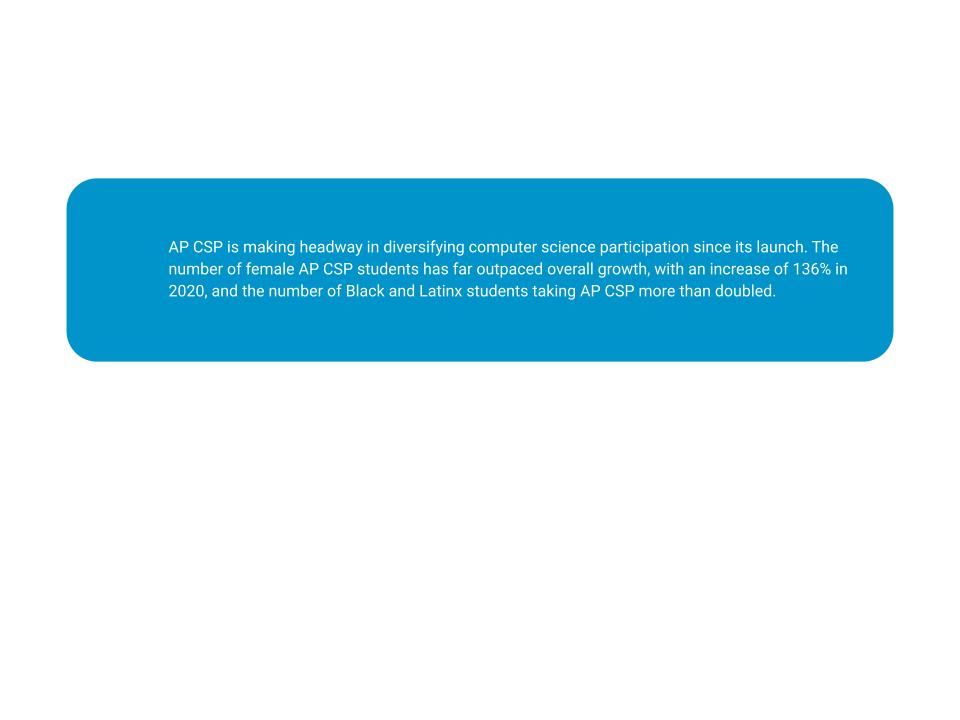 AP CSP is making headway in diversifying computer science participation since its launch. The
number of female AP CSP students has far outpaced overall growth, with an increase of 136% in
2020, and the number of Black and Latinx students taking AP CSP more than doubled.